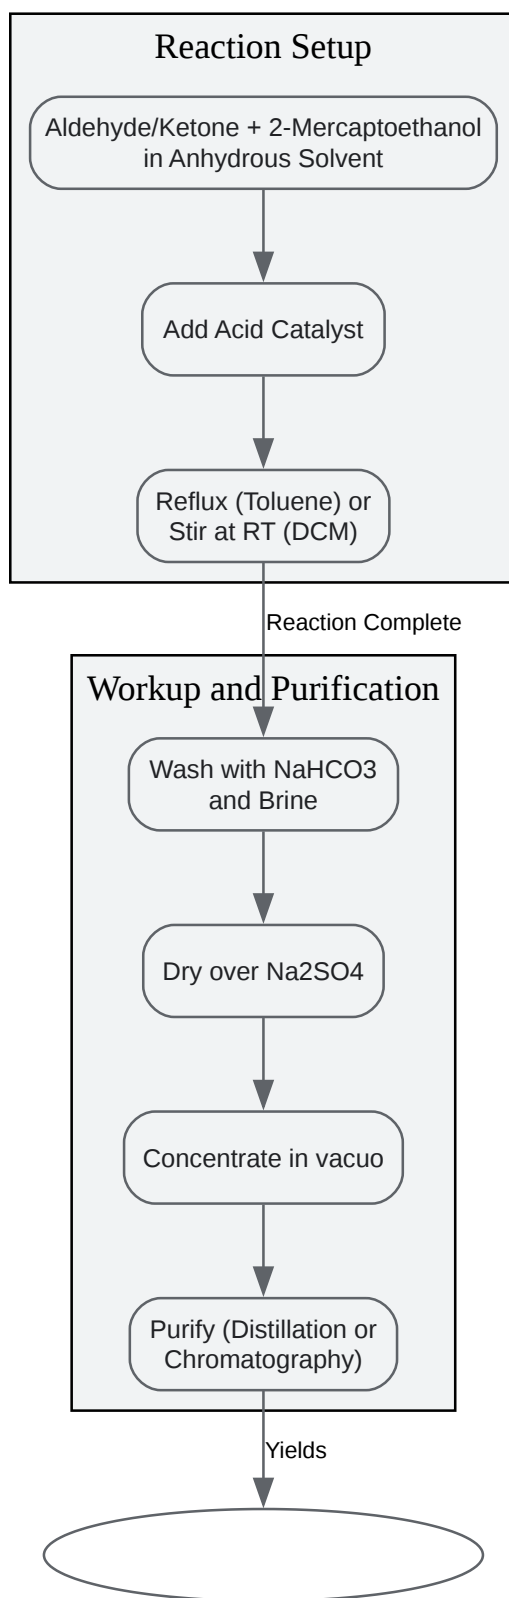 Reaction Setup
Aldehyde/Ketone + 2-Mercaptoethanol
in Anhydrous Solvent
Add Acid Catalyst
Reflux (Toluene) or
Stir at RT (DCM)
Reaction Complete
Workup and Purification
Wash with NaHCO3
and Brine
Dry over Na2SO4
Concentrate in vacuo
Purify (Distillation or
Chromatography)
Yields